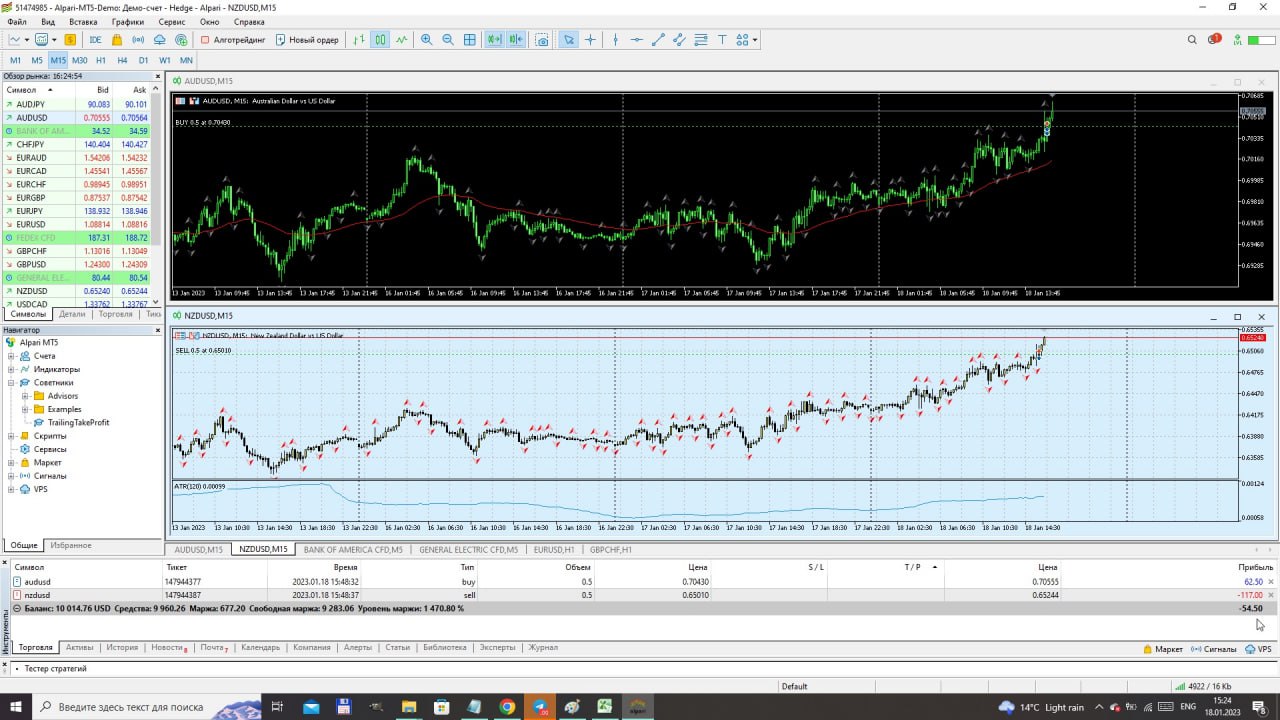 51474985 - Alpari-MT5-Demo: Демо-счет - Hedge - Alpari - NZDUSD,M15
Файл Вид Вставка Графики Сервис Окно Справка
IDE Алготрейдинг Новый ордер
M1 M5 M15 M30 H1 H4 D1 W1 MN
Обзор рынка: 16:24:54
Символ Bid Ask
AUDJPY 90.083 90.101
AUDUSD 0.70555 0.70564
BANK OF AM... 34.52 34.59
CHFJPY 140.404 140.427
EURAUD 1.54206 1.54232
EURCAD 1.45541 1.45567
EURCHF 0.98945 0.98951
EURGBP 0.87537 0.87542
EURJPY 138.932 138.946
EURUSD 1.08814 1.08816
FEDEX CFD 187.31 188.72
GBPCHF 1.13016 1.13049
GBPUSD 1.24300 1.24309
GENERAL ELE... 80.44 80.54
NZDUSD 0.65240 0.65244
USDCAD 1.33762 1.33767
Символы Детали Торговля Тики
Навигатор
Alpari MT5
Счета
Индикаторы
Советники
Advisors
Examples
TrailingTakeProfit
Скрипты
Сервисы
Маркет
Сигналы
VPS
Общие Избранное
AUDUSD,M15
AUDUSD, M15: Australian Dollar vs US Dollar
BUY 0.5 at 0.70430
0.70685
0.70555
0.70510
0.70335
0.70160
0.69985
0.69810
0.69635
0.69460
0.69285
13 Jan 2023 13 Jan 09:45 13 Jan 13:45 13 Jan 17:45 13 Jan 21:45 16 Jan 01:45 16 Jan 05:45 16 Jan 09:45 16 Jan 13:45 16 Jan 17:45 16 Jan 21:45 17 Jan 01:45 17 Jan 05:45 17 Jan 09:45 17 Jan 13:45 17 Jan 17:45 17 Jan 21:45 18 Jan 01:45 18 Jan 05:45 18 Jan 09:45 18 Jan 13:45
NZDUSD,M15
NZDUSD, M15: New Zealand Dollar vs US Dollar
SELL 0.5 at 0.65010
0.65355
0.65240
0.65060
0.64765
0.64470
0.64175
0.63880
0.63585
ATR(120) 0.00099
0.00124
0.00058
13 Jan 2023 13 Jan 10:30 13 Jan 14:30 13 Jan 18:30 13 Jan 22:30 16 Jan 02:30 16 Jan 06:30 16 Jan 10:30 16 Jan 14:30 16 Jan 18:30 16 Jan 22:30 17 Jan 02:30 17 Jan 06:30 17 Jan 10:30 17 Jan 14:30 17 Jan 18:30 17 Jan 22:30 18 Jan 02:30 18 Jan 06:30 18 Jan 10:30 18 Jan 14:30
AUDUSD,M15 NZDUSD,M15 BANK OF AMERICA CFD,M5 GENERAL ELECTRIC CFD,M5 EURUSD,H1 GBPCHF,H1
Инструменты
Символ Тикет Время Тип Объем Цена S / L T / P Цена Прибыль
audusd 147944377 2023.01.18 15:48:32 buy 0.5 0.70430 0.70555 62.50
nzdusd 147944387 2023.01.18 15:48:37 sell 0.5 0.65010 0.65244 -117.00
Баланс: 10 014.76 USD Средства: 9 960.26 Маржа: 677.20 Свободная маржа: 9 283.06 Уровень маржи: 1 470.80 % -54.50
Торговля Активы История Новости 8 Почта 7 Календарь Компания Алерты Статьи Библиотека Эксперты Журнал Маркет Сигналы VPS
Тестер стратегий
Default 4922 / 16 Kb
Введите здесь текст для поиска
14°C Light rain ENG 15:24
18.01.2023